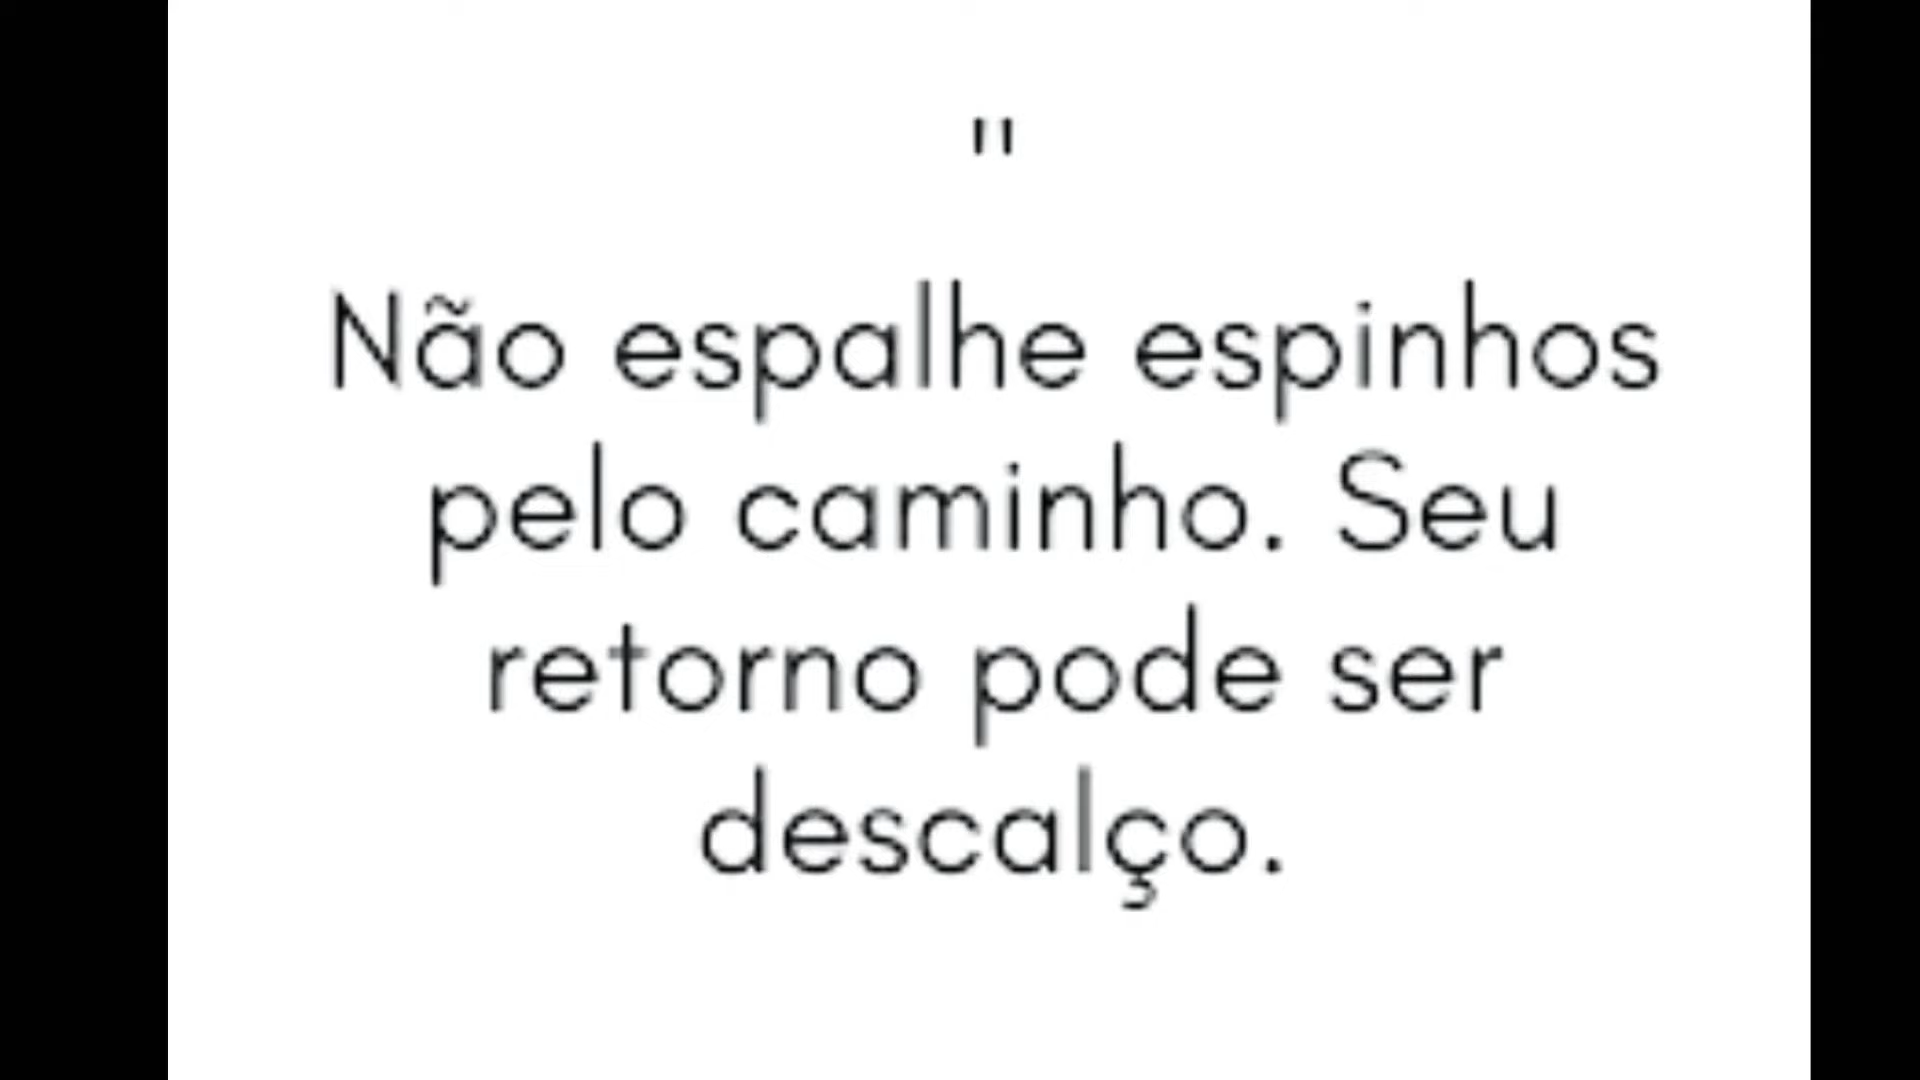 "
Não espalhe espinhos
pelo caminho. Seu
retorno pode ser
descalço.